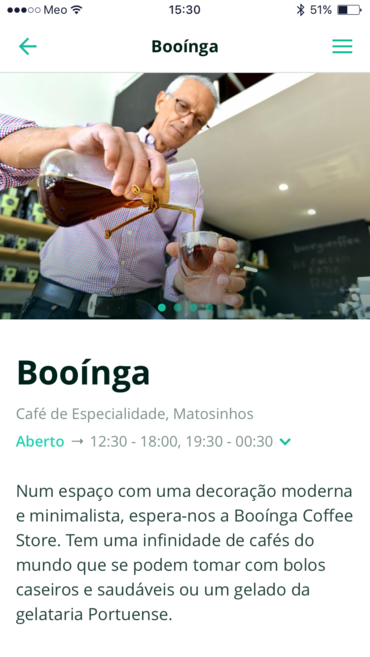 Meo 15:30 51%
Booínga
Booínga
Café de Especialidade, Matosinhos
Aberto → 12:30 - 18:00, 19:30 - 00:30
Num espaço com uma decoração moderna
e minimalista, espera-nos a Booínga Coffee
Store. Tem uma infinidade de cafés do
mundo que se podem tomar com bolos
caseiros e saudáveis ou um gelado da
gelataria Portuense.